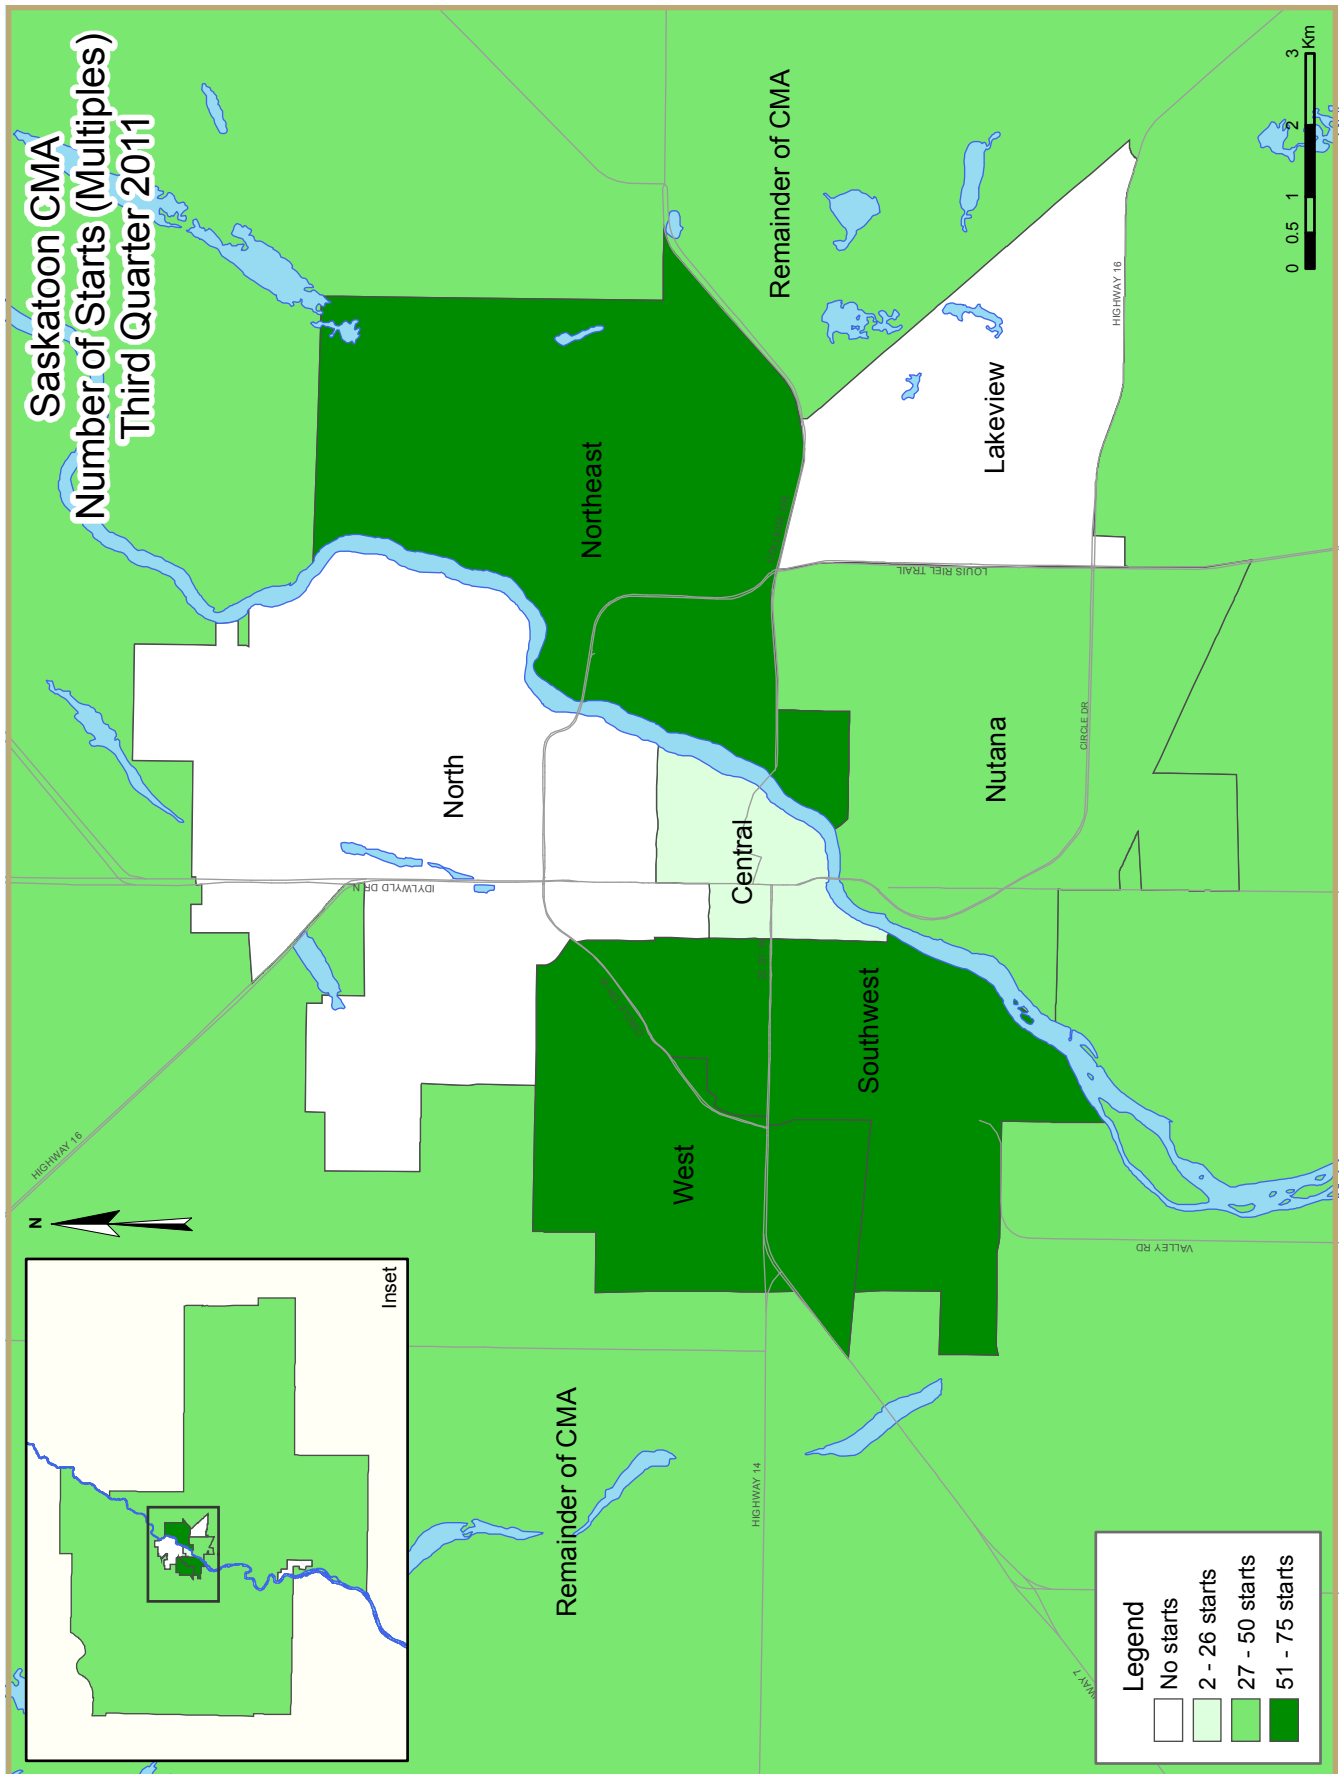 Saskatoon CMA
Number of Starts (Multiples)
Third Quarter 2011
Inset
N
HIGHWAY 16
IDYLWYLD DR N
North
Northeast
Remainder of CMA
Central
West
Southwest
Nutana
Lakeview
LOUIS RIEL TRAIL
CIRCLE DR
HIGHWAY 16
VALLEY RD
HIGHWAY 14
Remainder of CMA
WAY 7
Legend
No starts
2 - 26 starts
27 - 50 starts
51 - 75 starts
0 0.5 1 2 3
Km